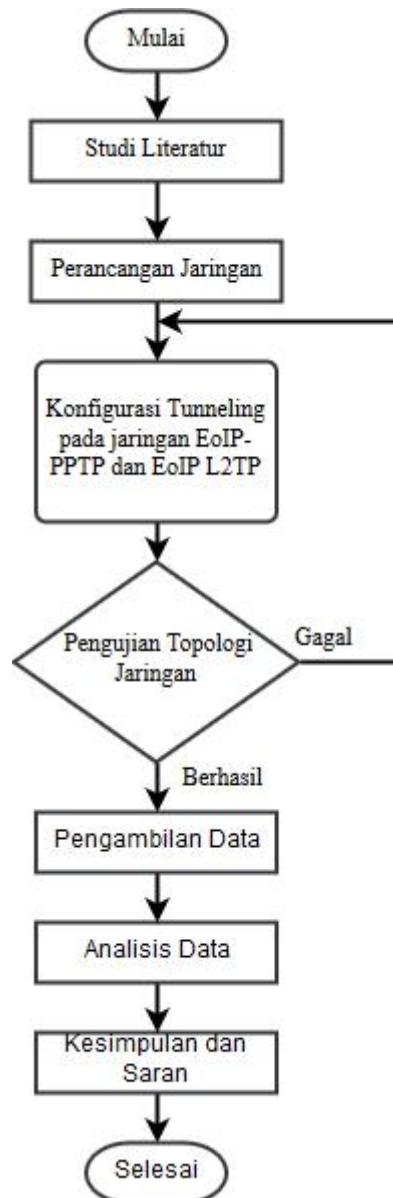 Mulai
Studi Literatur
Perancangan Jaringan
Konfigurasi Tunneling
pada jaringan EoIP-
PPTP dan EoIP L2TP
Pengujian Topologi
Jaringan
Gagal
Berhasil
Pengambilan Data
Analisis Data
Kesimpulan dan
Saran
Selesai